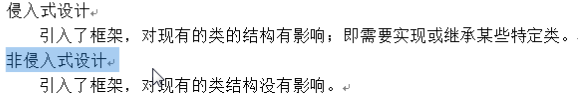 侵入式设计
引入了框架，对现有的类的结构有影响；即需要实现或继承某些特定类。
非侵入式设计
引入了框架，对现有的类结构没有影响。